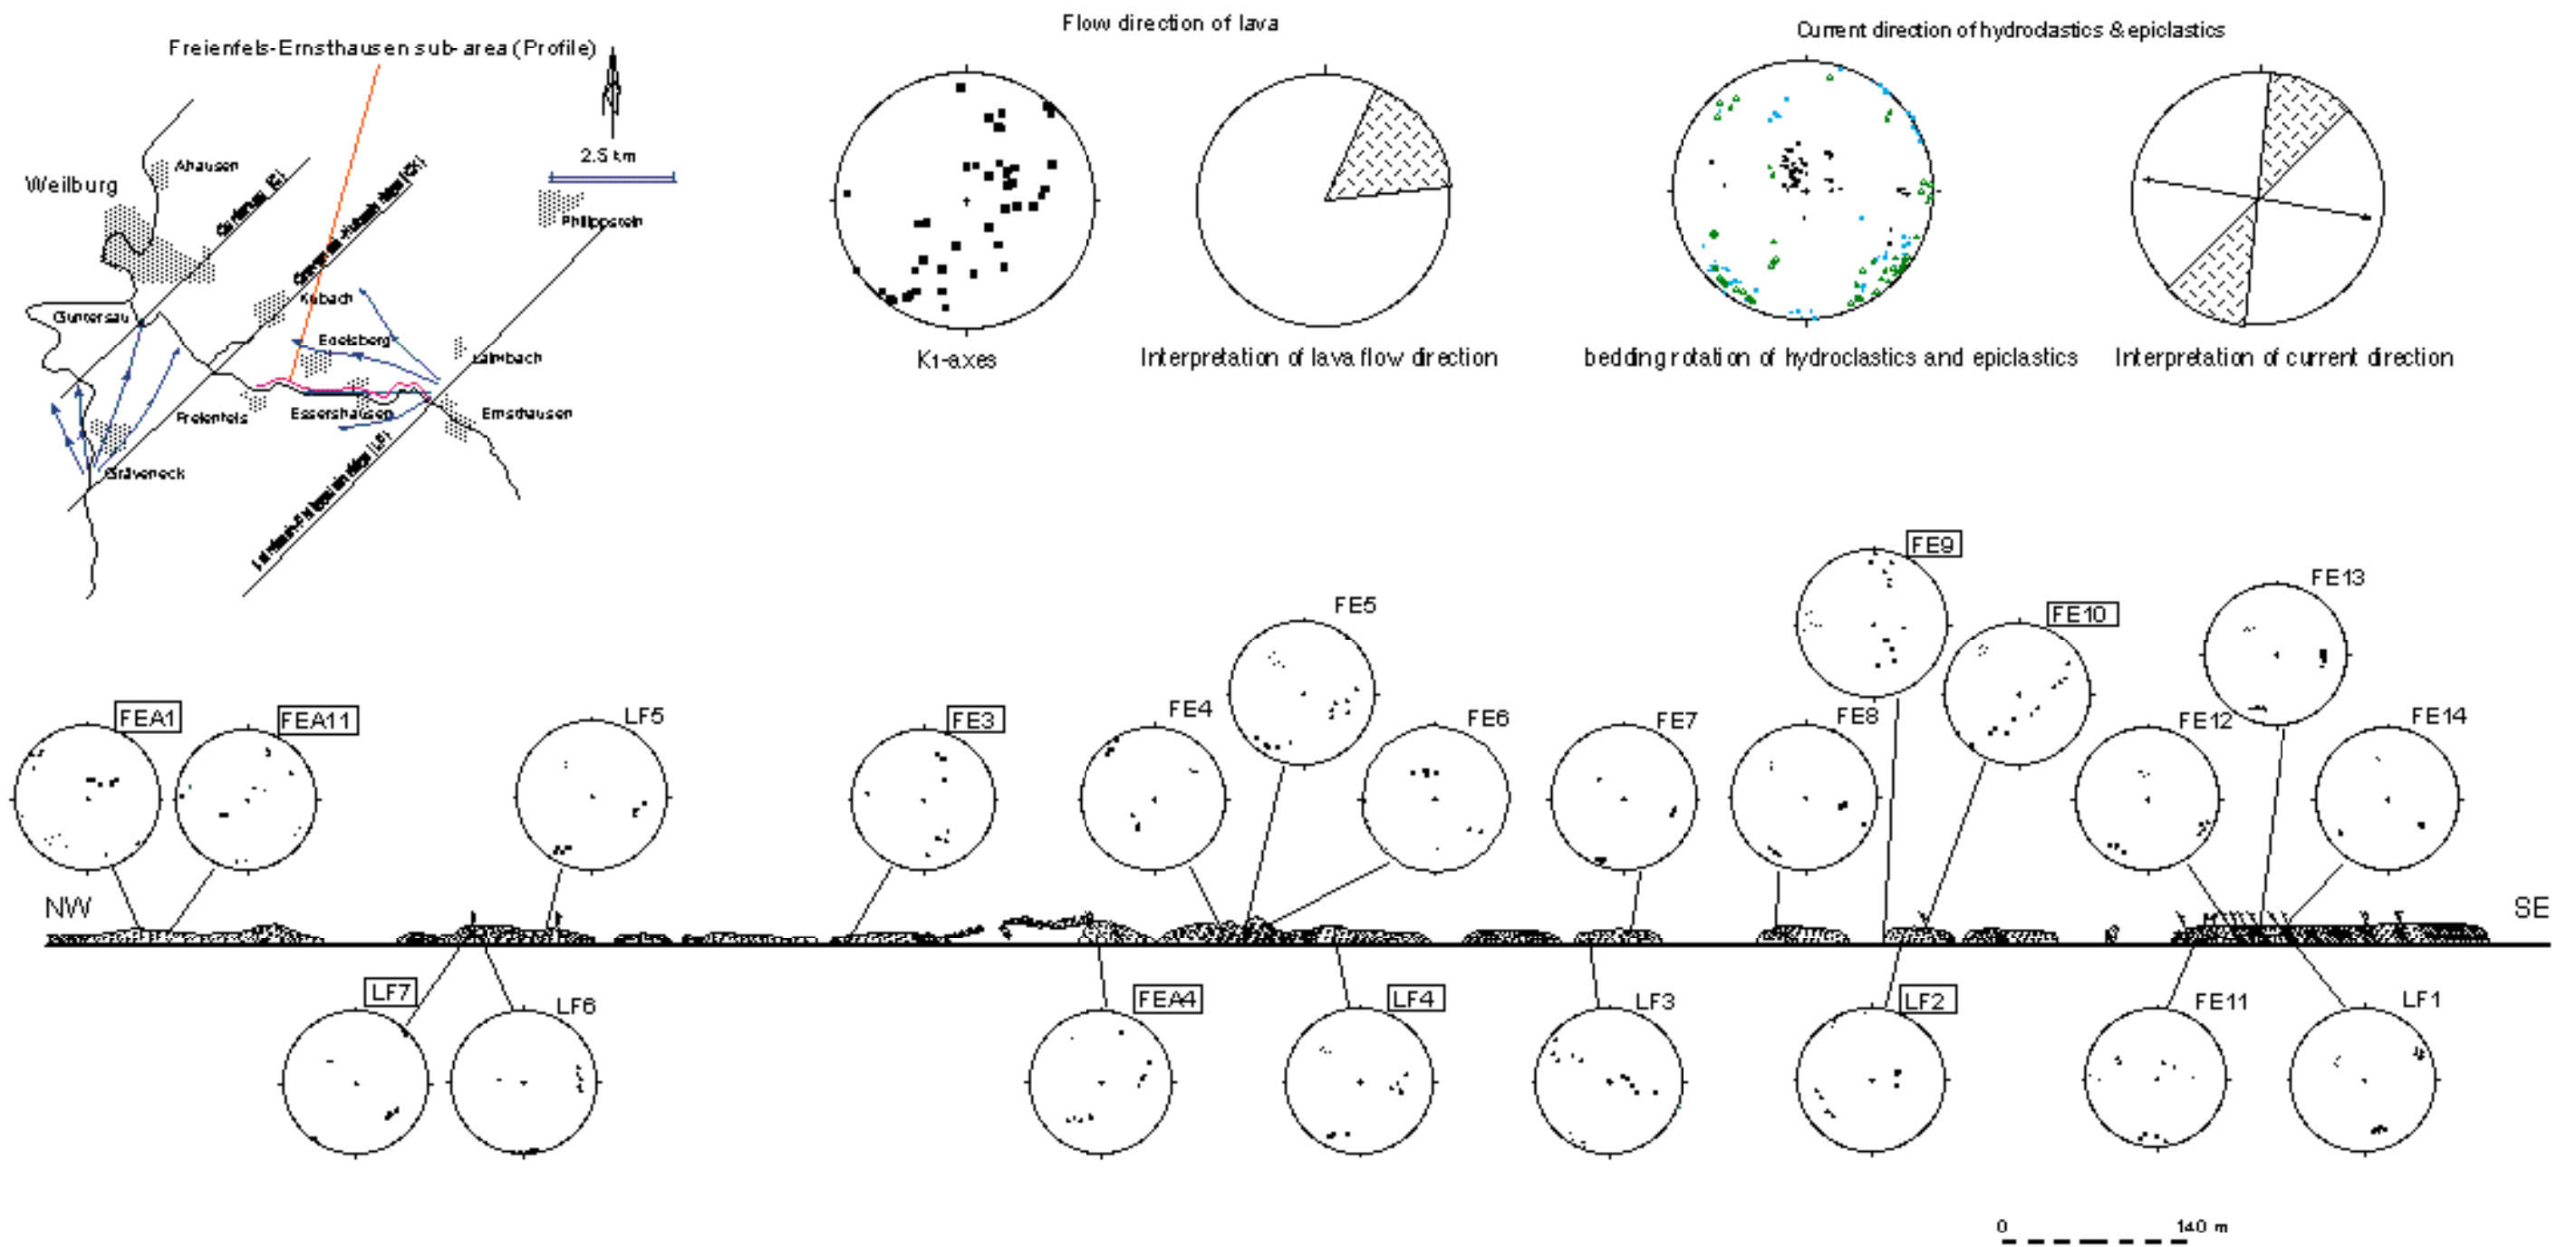 Flow direction of lava
Current direction of hydroclastics & epiclastics
Freienfels-Ernsthausen sub-area (Profile)
2.5 km
Ahausen
Weilburg
Philippstein
Kubach
Guntersau
Edelsberg
Laimbach
Freienfels
Essershausen
Ernsthausen
Gräveneck
K1-axes
Interpretation of lava flow direction
bedding rotation of hydroclastics and epiclastics
Interpretation of current direction
FE9
FE13
FE5
FE10
FEA1
FEA11
LF5
FE3
FE4
FE6
FE7
FE8
FE12
FE14
NW
SE
LF7
LF6
FEA4
LF4
LF3
LF2
FE11
LF1
0
140 m